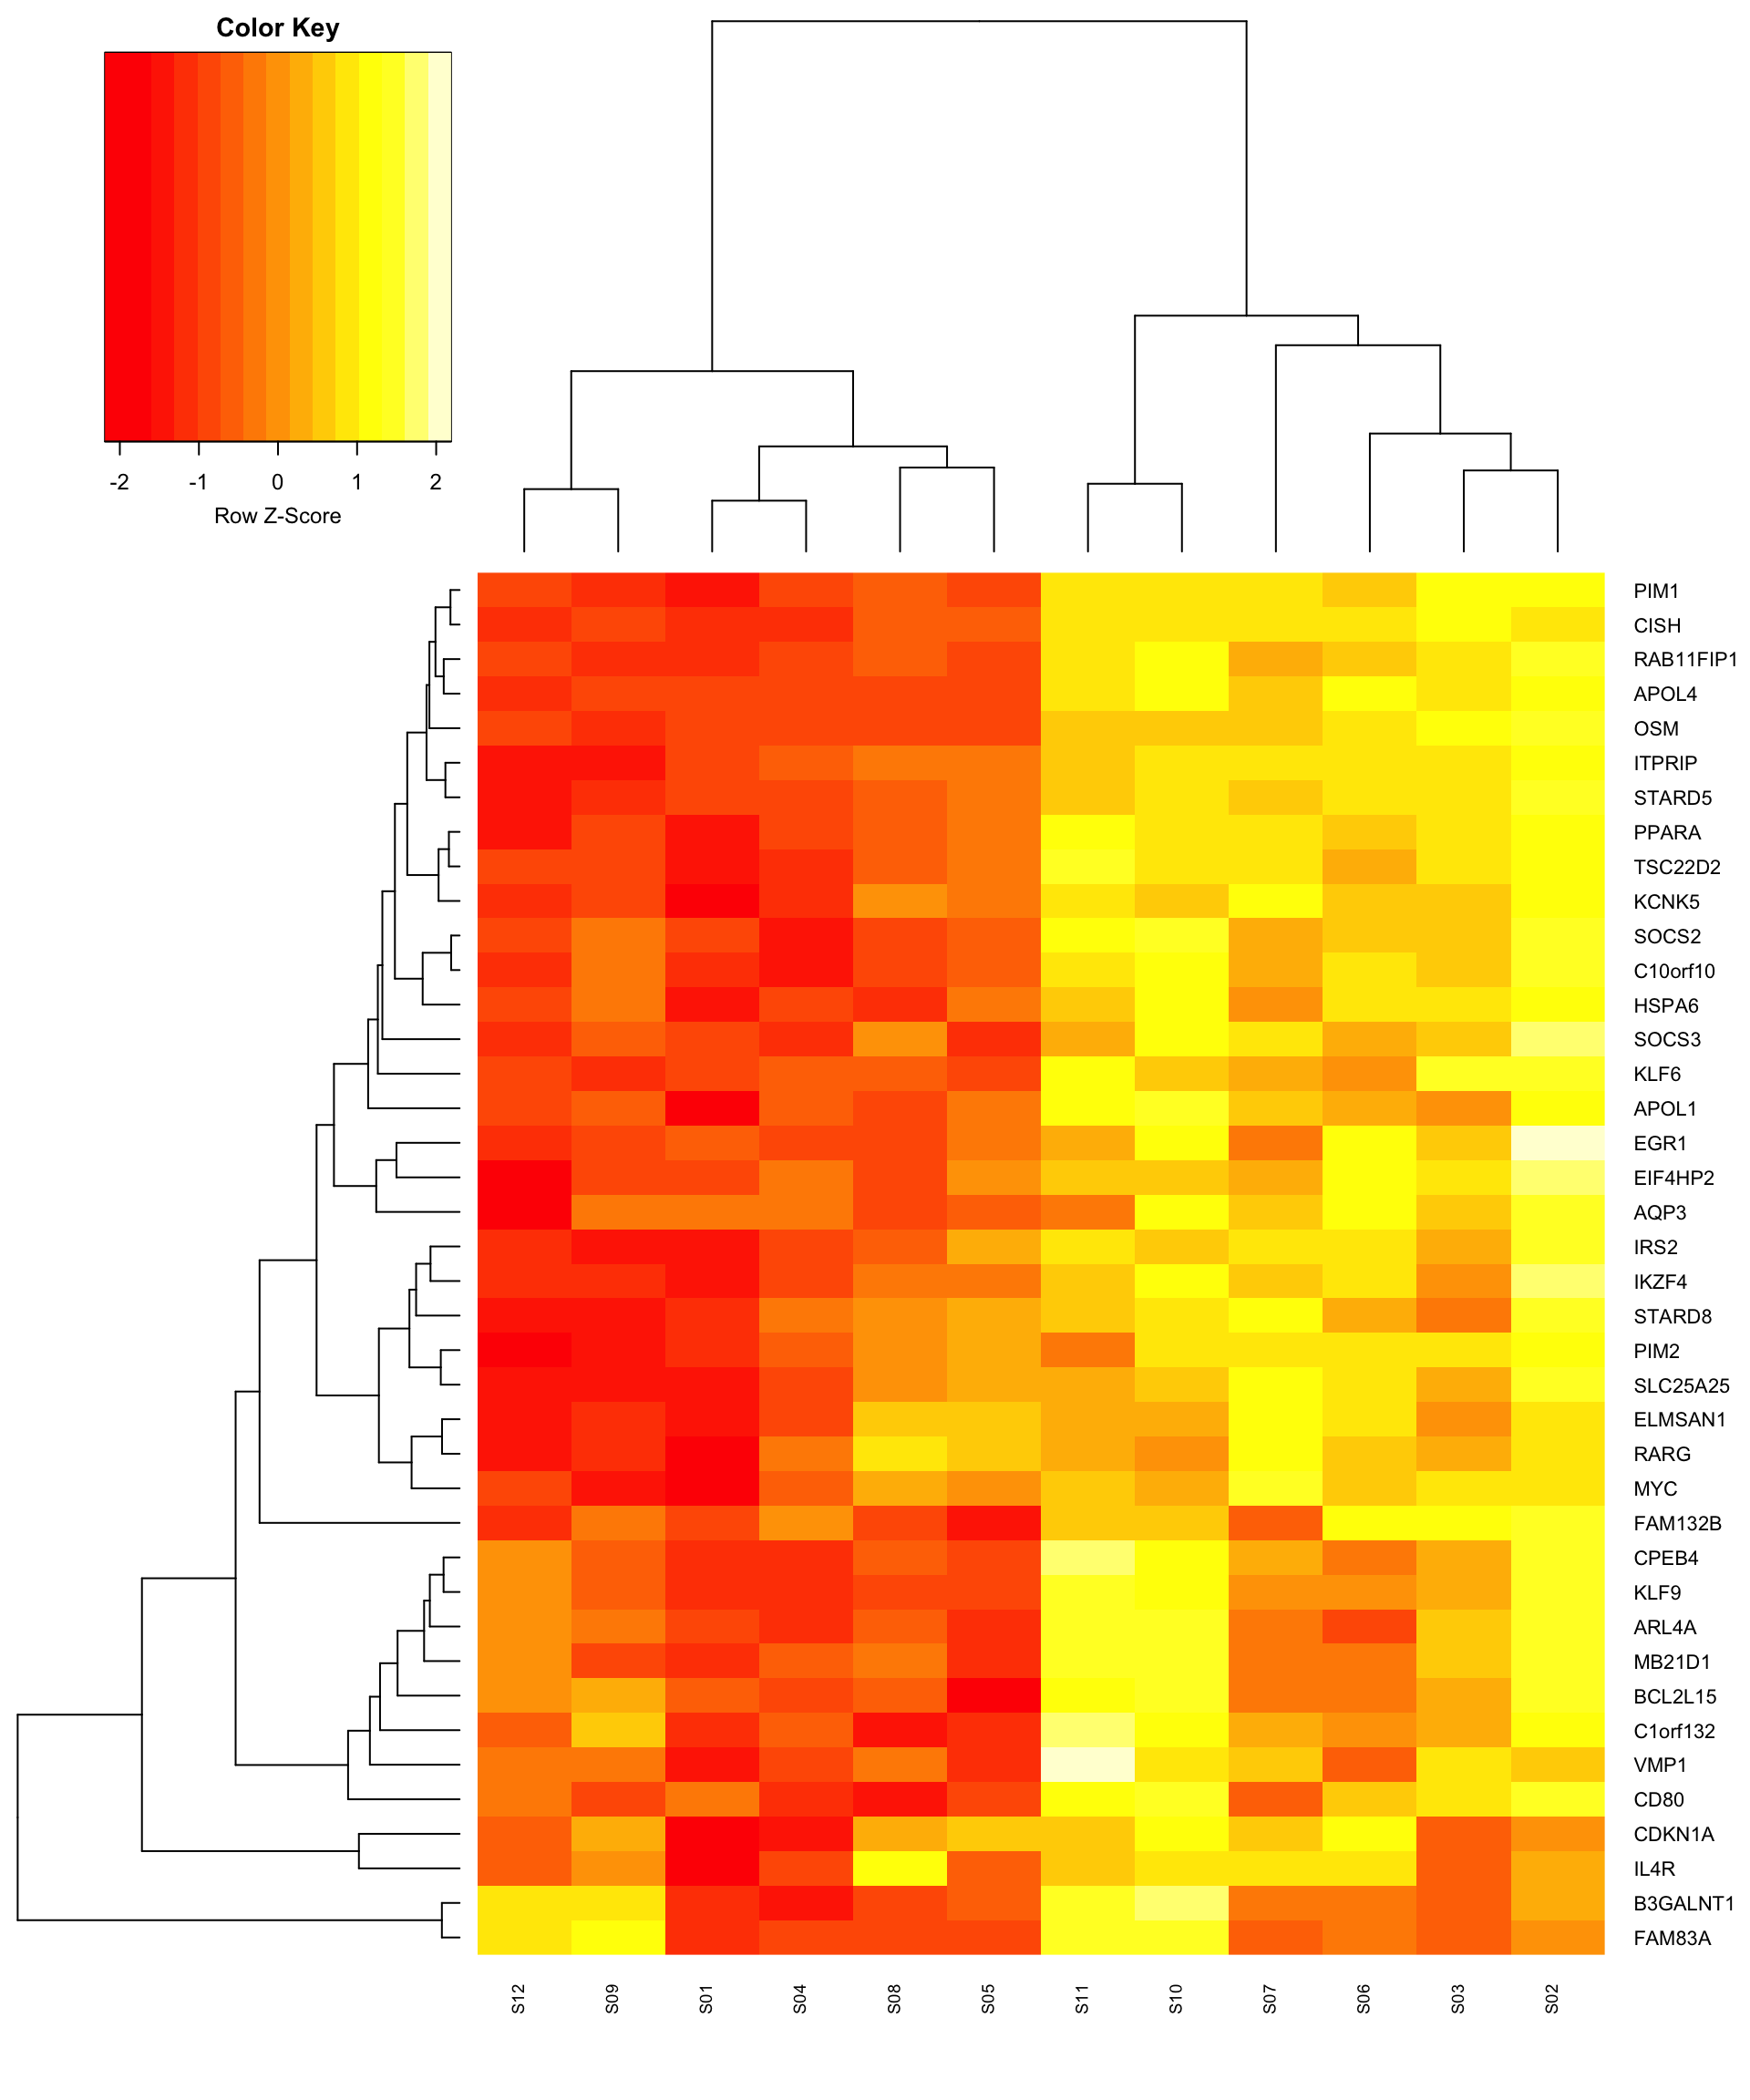 Color Key
-2 -1 0 1 2
Row Z-Score
PIM1
CISH
RAB11FIP1
APOL4
OSM
ITPRIP
STARD5
PPARA
TSC22D2
KCNK5
SOCS2
C10orf10
HSPA6
SOCS3
KLF6
APOL1
EGR1
EIF4HP2
AQP3
IRS2
IKZF4
STARD8
PIM2
SLC25A25
ELMSAN1
RARG
MYC
FAM132B
CPEB4
KLF9
ARL4A
MB21D1
BCL2L15
C1orf132
VMP1
CD80
CDKN1A
IL4R
B3GALNT1
FAM83A
S12 S09 S01 S04 S08 S05 S11 S10 S07 S06 S03 S02